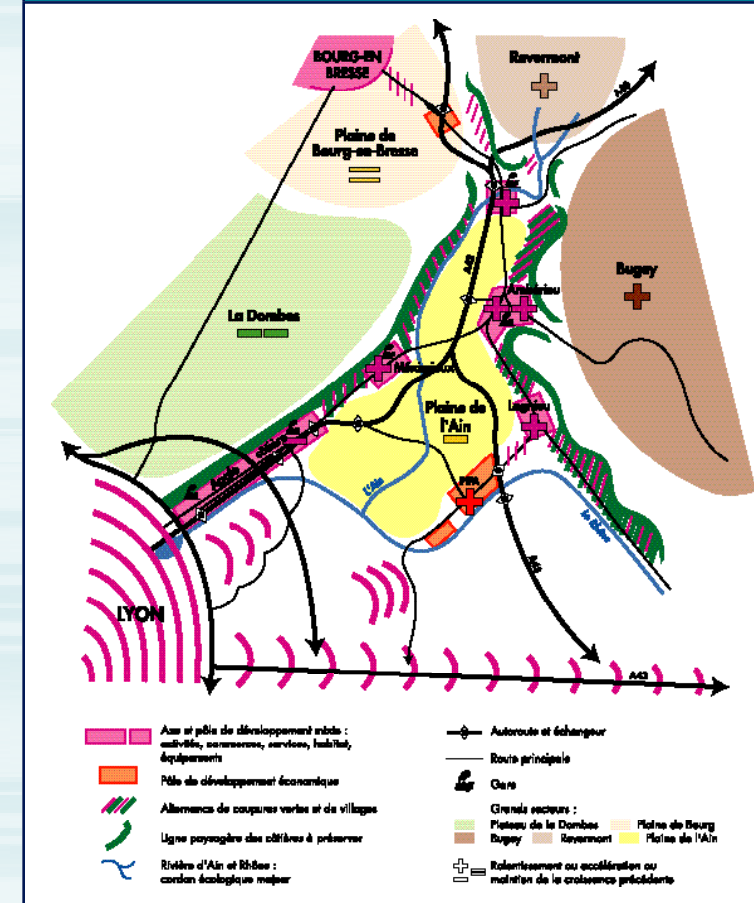 BOURG-EN
BRESSE
Revermont
A40
Plaine de
Bourg-en-Bresse
A42
Bugey
Ambérieu
La Dombes
Meximieux
Plaine de
l'Ain
Lagnieu
L'Ain
PIPA
le Rhône
LYON
A43
Axe et pôle de développement mixte :
activités, commerces, services, habitat,
équipements
Pôle de développement économique
Alternance de coupures vertes et de villages
Ligne paysagère des côtières à préserver
Rivière d'Ain et Rhône :
cordon écologique majeur
Autoroute et échangeur
Route principale
Gare
Grands secteurs :
Plateau de la Dombes Plaine de Bourg
Bugey Revermont Plaine de l'Ain
Ralentissement ou accélération ou
maintien de la croissance précédente